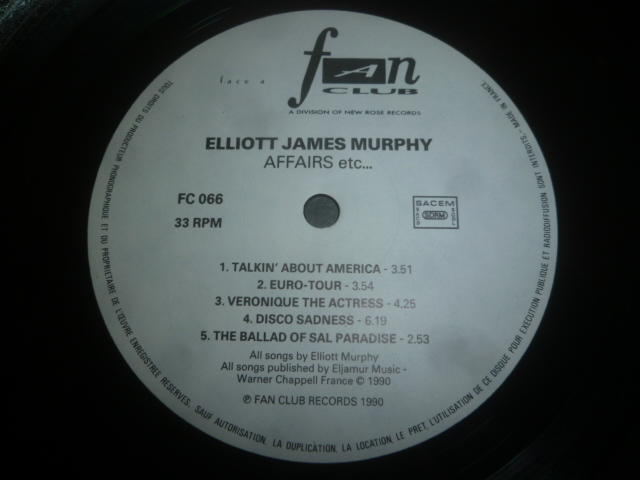 face a
fAn
CLUB
A DIVISION OF NEW ROSE RECORDS
ELLIOTT JAMES MURPHY
AFFAIRS etc...
FC 066
33 RPM
SACEM
SDRM
1. TALKIN' ABOUT AMERICA - 3.51
2. EURO-TOUR - 3.54
3. VERONIQUE THE ACTRESS - 4.25
4. DISCO SADNESS - 6.19
5. THE BALLAD OF SAL PARADISE - 2.53
All songs by Elliott Murphy
All songs published by Eljamur Music -
Warner Chappell France © 1990
℗ FAN CLUB RECORDS 1990
TOUS DROITS DU PRODUCTEUR PHONOGRAPHIQUE ET DU PROPRIETAIRE DE L'ŒUVRE ENREGISTREE RESERVES. SAUF AUTORISATION, LA DUPLICATION, LA LOCATION, LE PRET, L'UTILISATION DE CE DISQUE POUR EXECUTION PUBLIQUE ET RADIODIFFUSION SONT INTERDITS - MADE IN FRANCE.